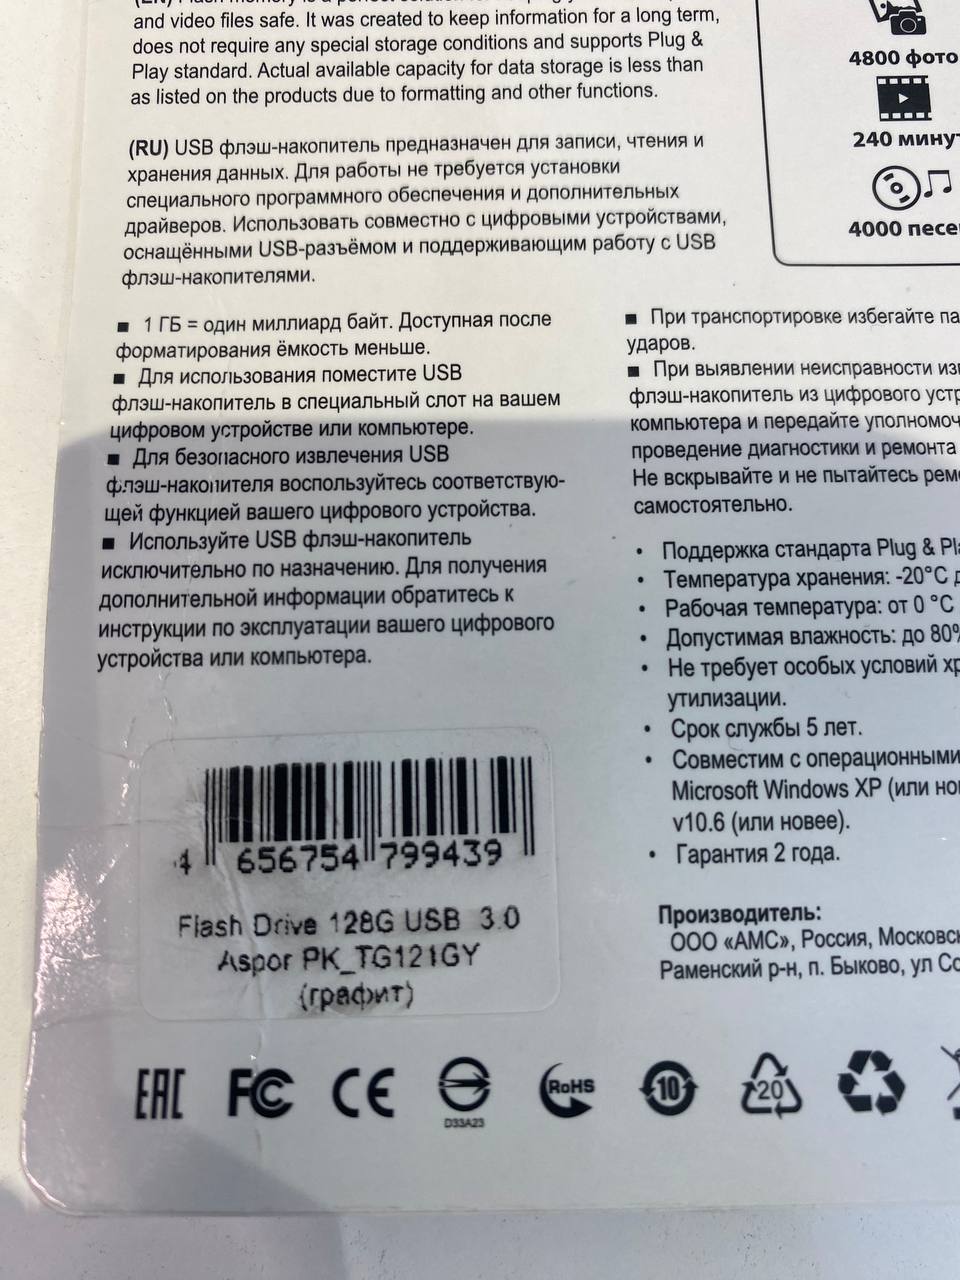 and video files safe. It was created to keep information for a long term,
does not require any special storage conditions and supports Plug &
Play standard. Actual available capacity for data storage is less than
as listed on the products due to formatting and other functions.
(RU) USB флэш-накопитель предназначен для записи, чтения и
хранения данных. Для работы не требуется установки
специального программного обеспечения и дополнительных
драйверов. Использовать совместно с цифровыми устройствами,
оснащёнными USB-разъёмом и поддерживающим работу с USB
флэш-накопителями.
4800 фото
240 минут
4000 песен
■ 1 ГБ = один миллиард байт. Доступная после
форматирования ёмкость меньше.
■ Для использования поместите USB
флэш-накопитель в специальный слот на вашем
цифровом устройстве или компьютере.
■ Для безопасного извлечения USB
флэш-накопителя воспользуйтесь соответствую-
щей функцией вашего цифрового устройства.
■ Используйте USB флэш-накопитель
исключительно по назначению. Для получения
дополнительной информации обратитесь к
инструкции по эксплуатации вашего цифрового
устройства или компьютера.
■ При транспортировке избегайте
ударов.
■ При выявлении неисправности
флэш-накопитель из цифрового
компьютера и передайте
проведение диагностики и ремонта
Не вскрывайте и не пытайтесь
самостоятельно.
• Поддержка стандарта Plug &
• Температура хранения: -20°C
• Рабочая температура: от 0 °C
• Допустимая влажность: до 80%
• Не требует особых условий
утилизации.
• Срок службы 5 лет.
• Совместим с операционными
Microsoft Windows XP (или
v10.6 (или новее).
• Гарантия 2 года.
Производитель:
ООО «АМС», Россия,
Раменский р-н, п. Быково, ул
4 656754 799439
Flash Drive 128G USB 3.0
Aspor PK_TG121GY
(графит)
EAC FC CE D33A23 RoHS 10 20